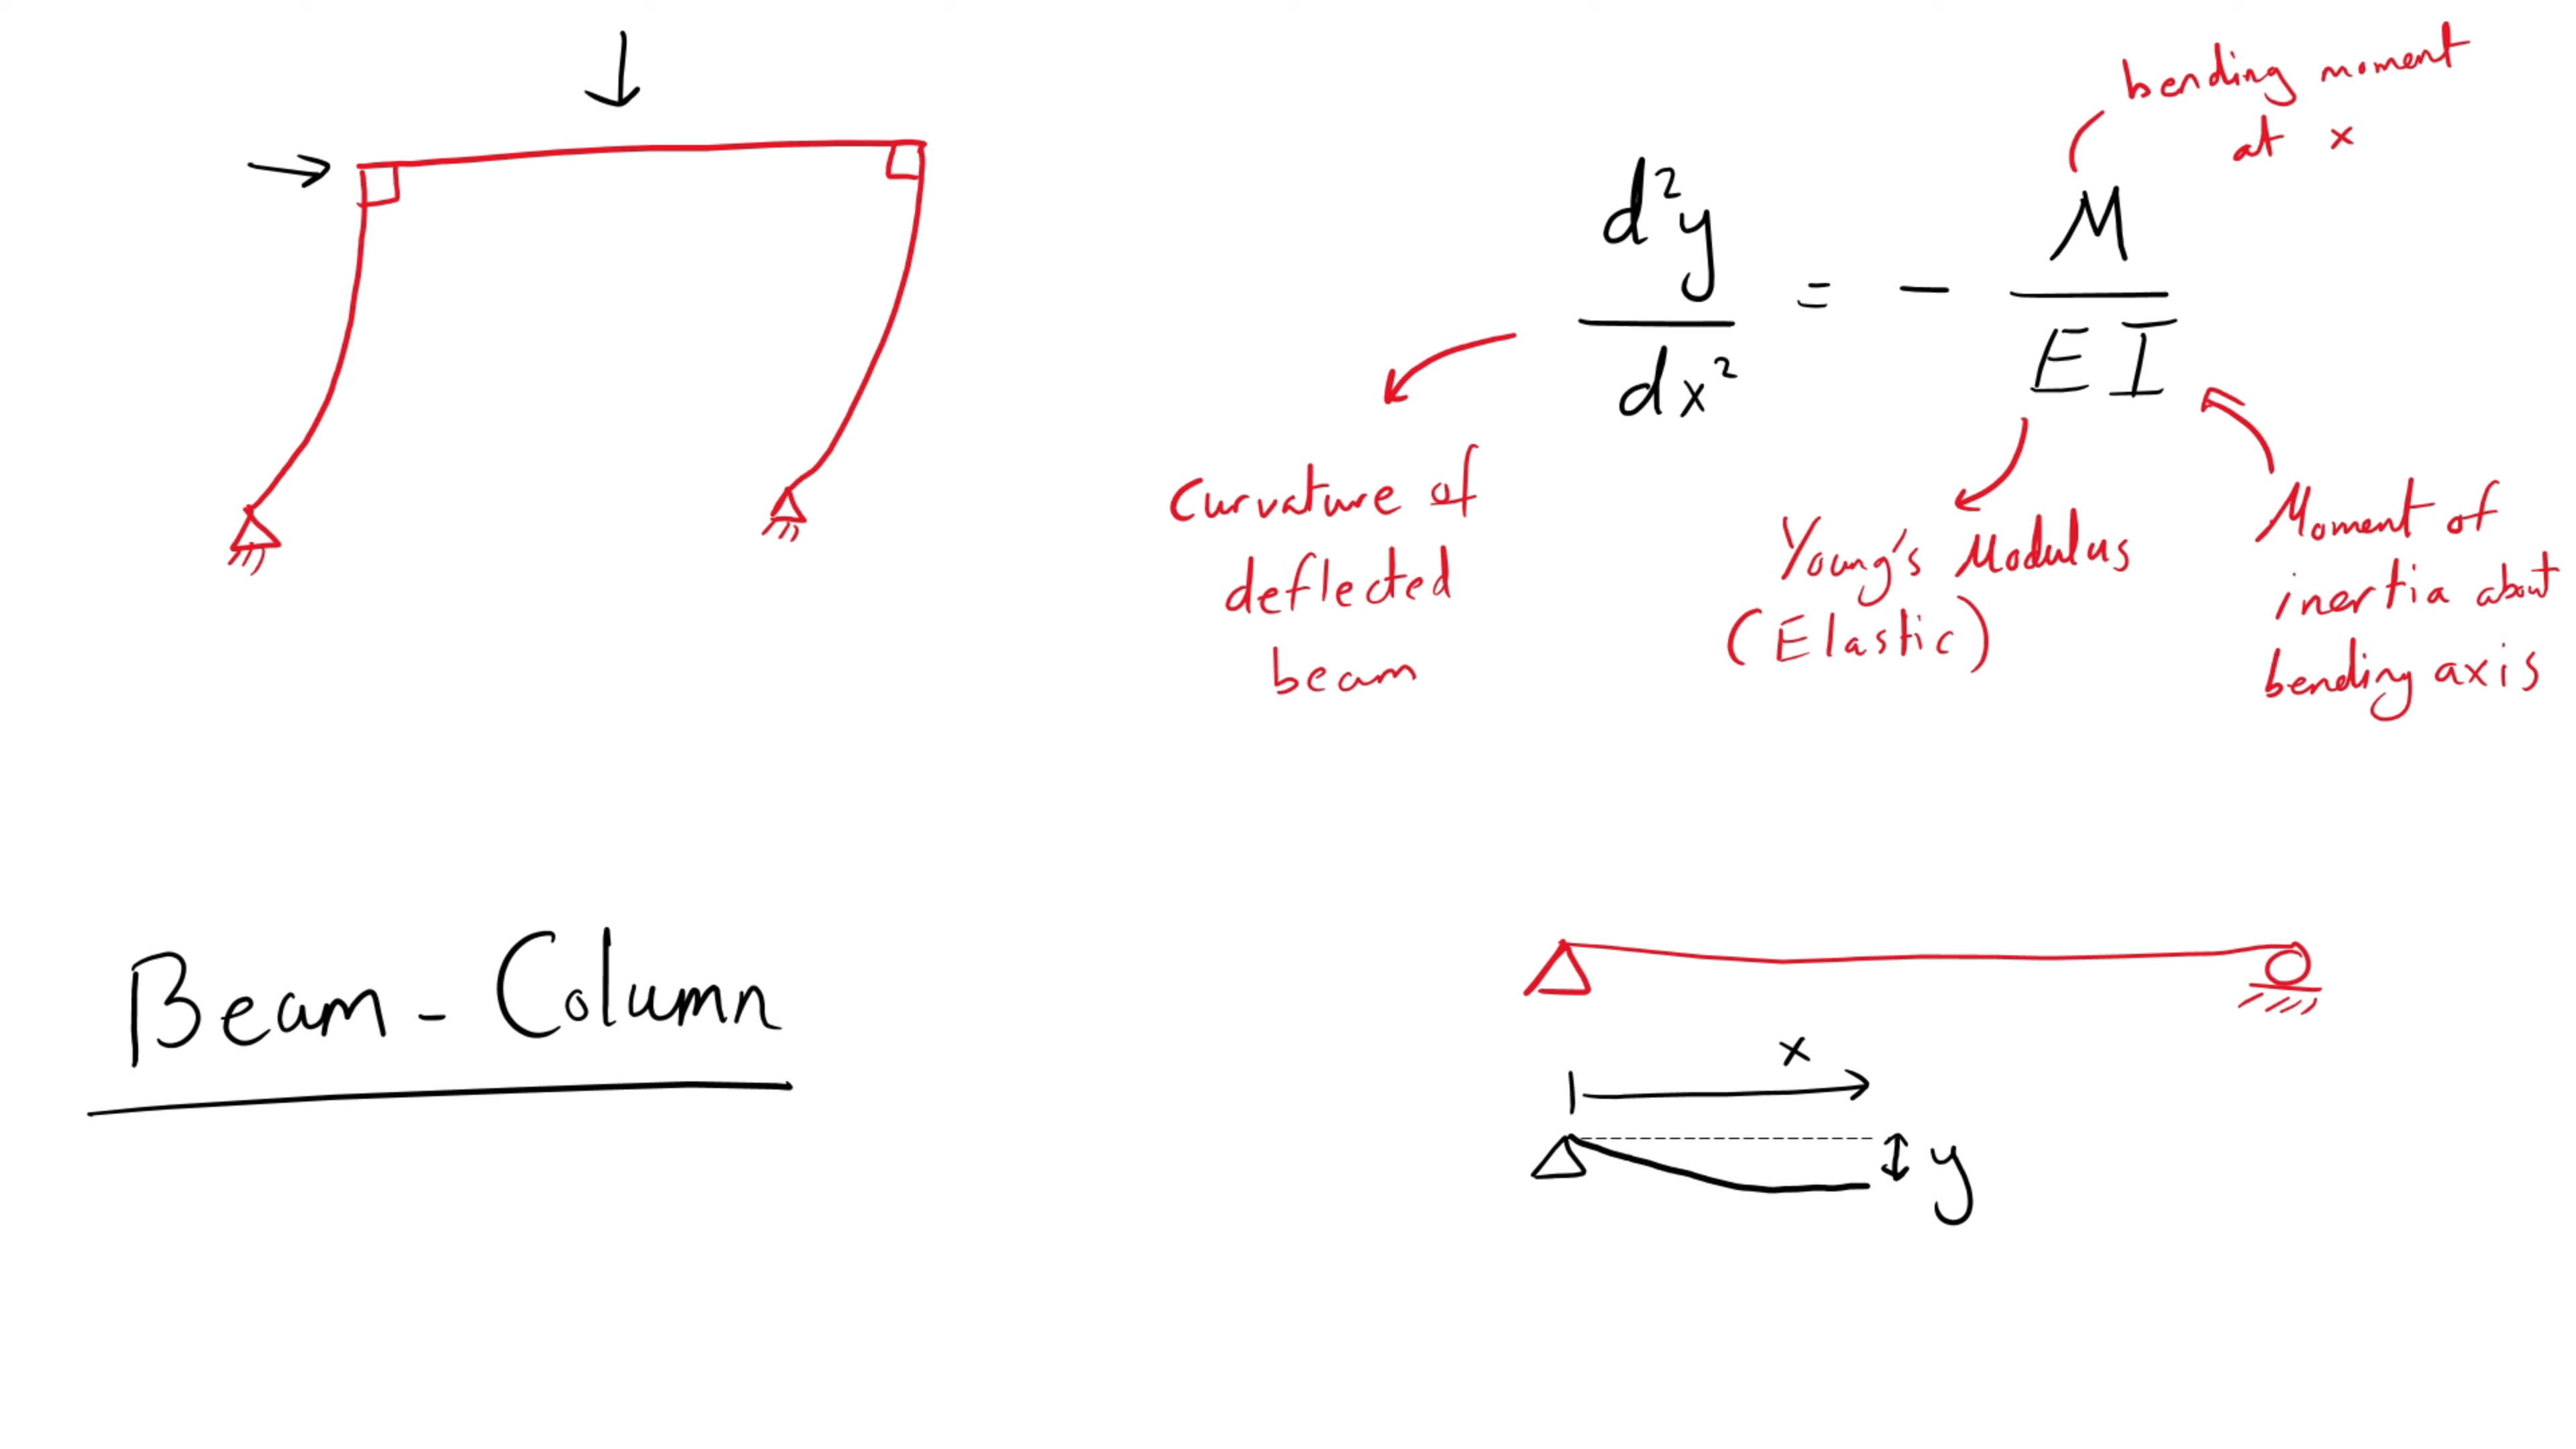 bending moment
at x
d²y
dx²
= -
M
EI
Curvature of
deflected
beam
Young's Modulus
(Elastic)
Moment of
inertia about
bending axis
Beam - Column
x
y